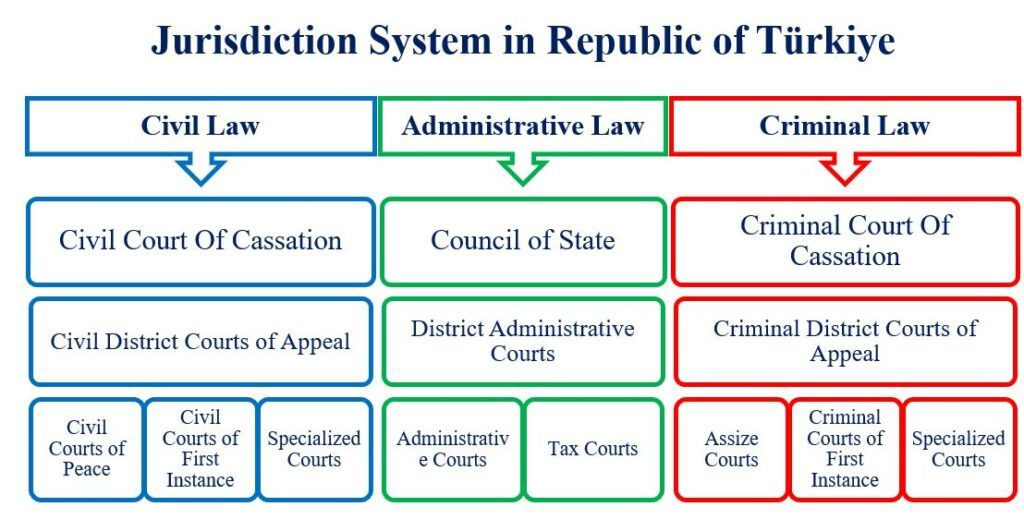 Jurisdiction System in Republic of Türkiye
Civil Law
Administrative Law
Criminal Law
Civil Court Of Cassation
Council of State
Criminal Court Of
Cassation
Civil District Courts of Appeal
District Administrative
Courts
Criminal District Courts of
Appeal
Civil
Courts of
Peace
Civil
Courts of
First
Instance
Specialized
Courts
Administrativ
e Courts
Tax Courts
Assize
Courts
Criminal
Courts of
First
Instance
Specialized
Courts